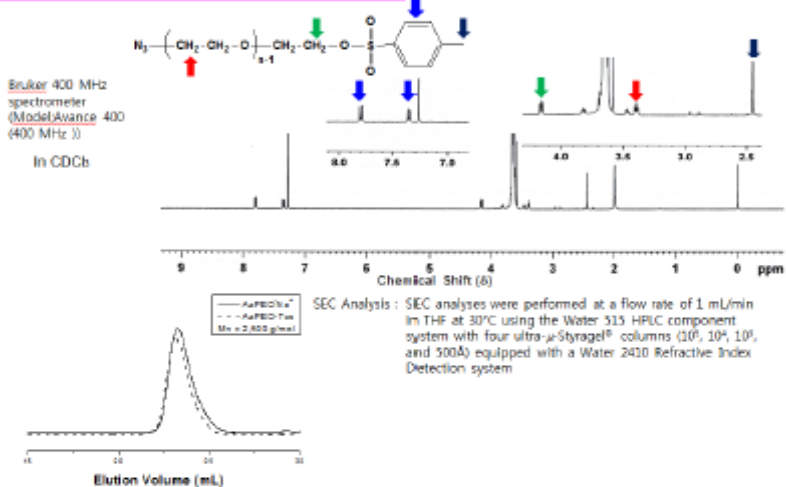 N₃—(CH₂-CH₂-O)n-1—CH₂-CH₂-O—S—
O
O
Bruker 400 MHz
spectrometer
(Model:Avance 400
(400 MHz ))
In CDCl₃
8.0 7.5 7.0
4.0 3.5 3.0 2.5
9 8 7 6 5 4 3 2 1 0 ppm
Chemical Shift (δ)
AzPEO-Tos
Mn = 2,600 g/mol
SEC Analysis : SEC analyses were performed at a flow rate of 1 mL/min
in THF at 30°C using the Water 515 HPLC component
system with four ultra-μ-Styragel® columns (10⁵, 10⁴, 10³,
and 500Å) equipped with a Water 2410 Refractive Index
Detection system
Elution Volume (mL)